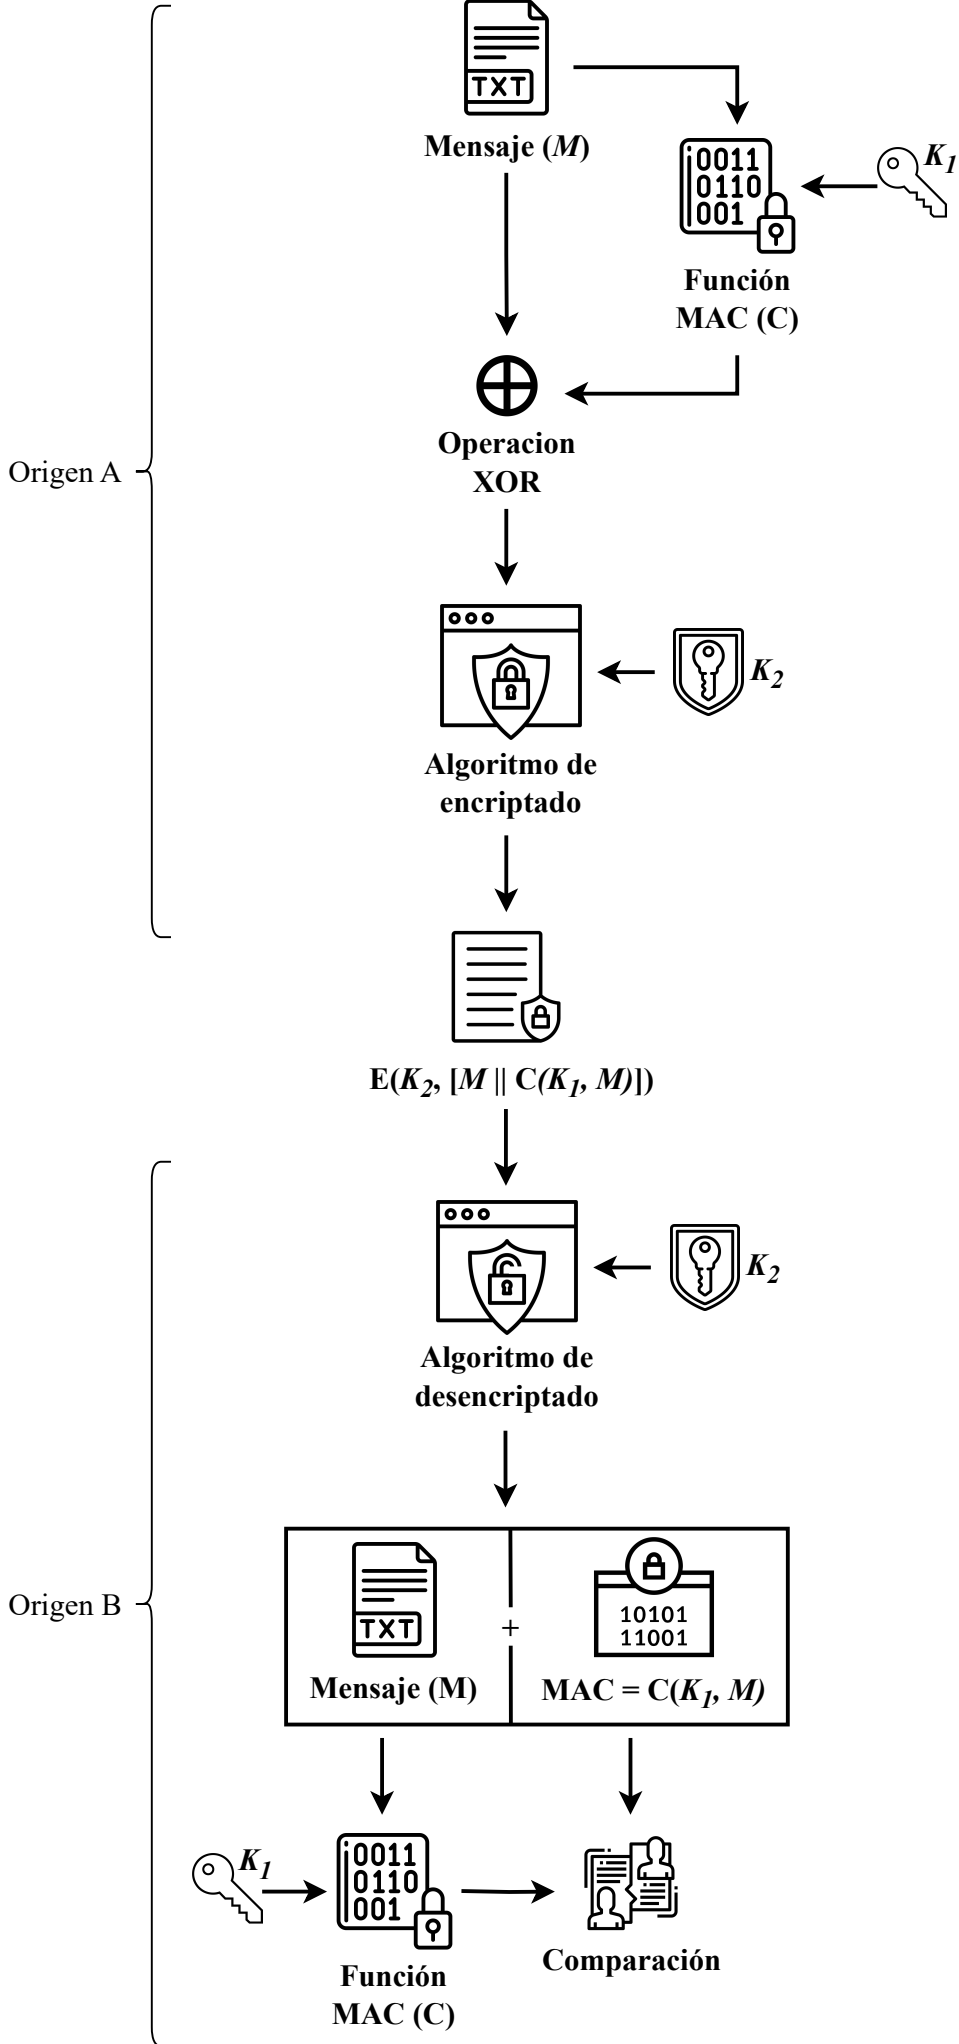 TXT
Mensaje (M)
0011
0110
001
K1
Función
MAC (C)
Operacion
XOR
Origen A
K2
Algoritmo de
encriptado
E(K2, [M || C(K1, M)])
K2
Algoritmo de
desencriptado
Origen B
TXT
Mensaje (M)
+
10101
11001
MAC = C(K1, M)
K1
0011
0110
001
Función
MAC (C)
Comparación